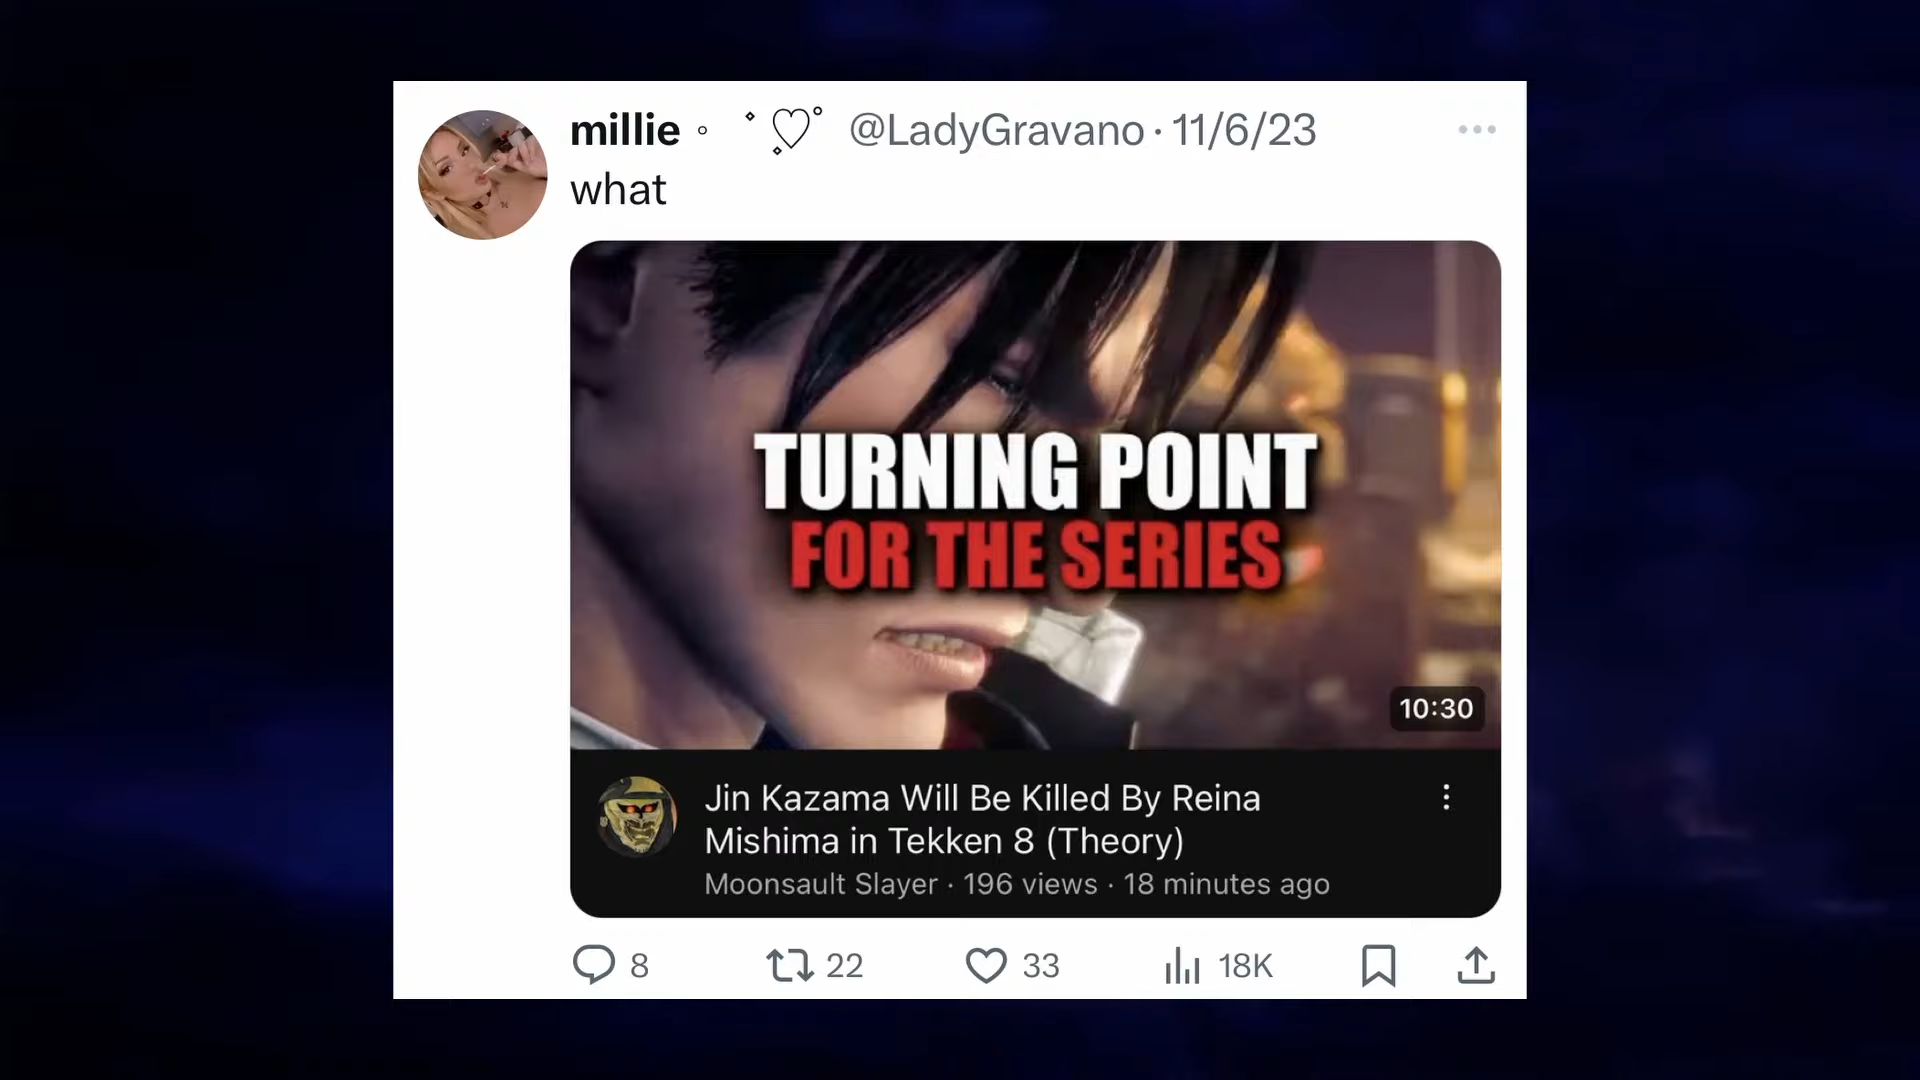 millie @LadyGravano · 11/6/23
what
TURNING POINT
FOR THE SERIES
10:30
Jin Kazama Will Be Killed By Reina
Mishima in Tekken 8 (Theory)
Moonsault Slayer · 196 views · 18 minutes ago
8 22 33 18K